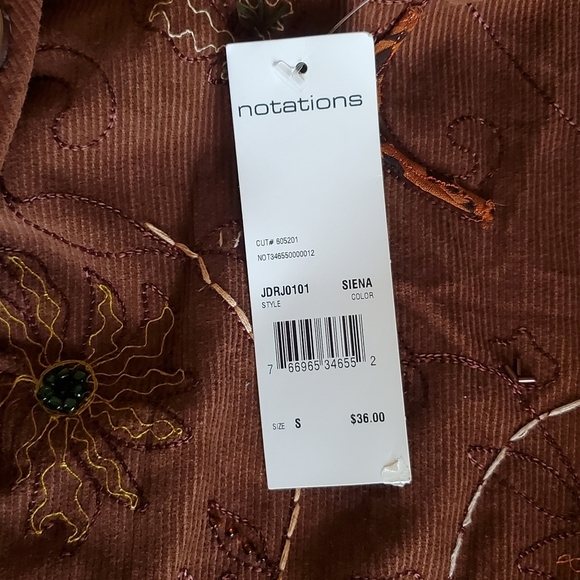 notations
CUT# 605201
NOT346550000012
JDRJ0101 SIENA
STYLE COLOR
7 66965 34655 2
SIZE S $36.00